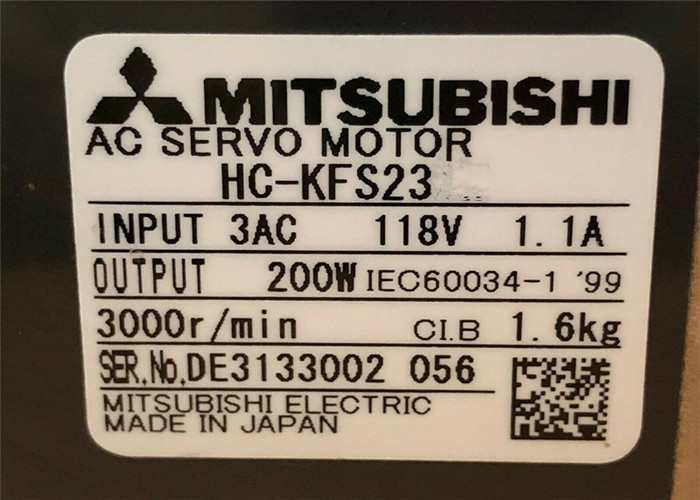 MITSUBISHI
AC SERVO MOTOR
HC-KFS23
INPUT 3AC 118V 1.1A
OUTPUT 200W IEC60034-1 '99
3000r/min CI.B 1.6kg
SER.No.DE3133002 056
MITSUBISHI ELECTRIC
MADE IN JAPAN